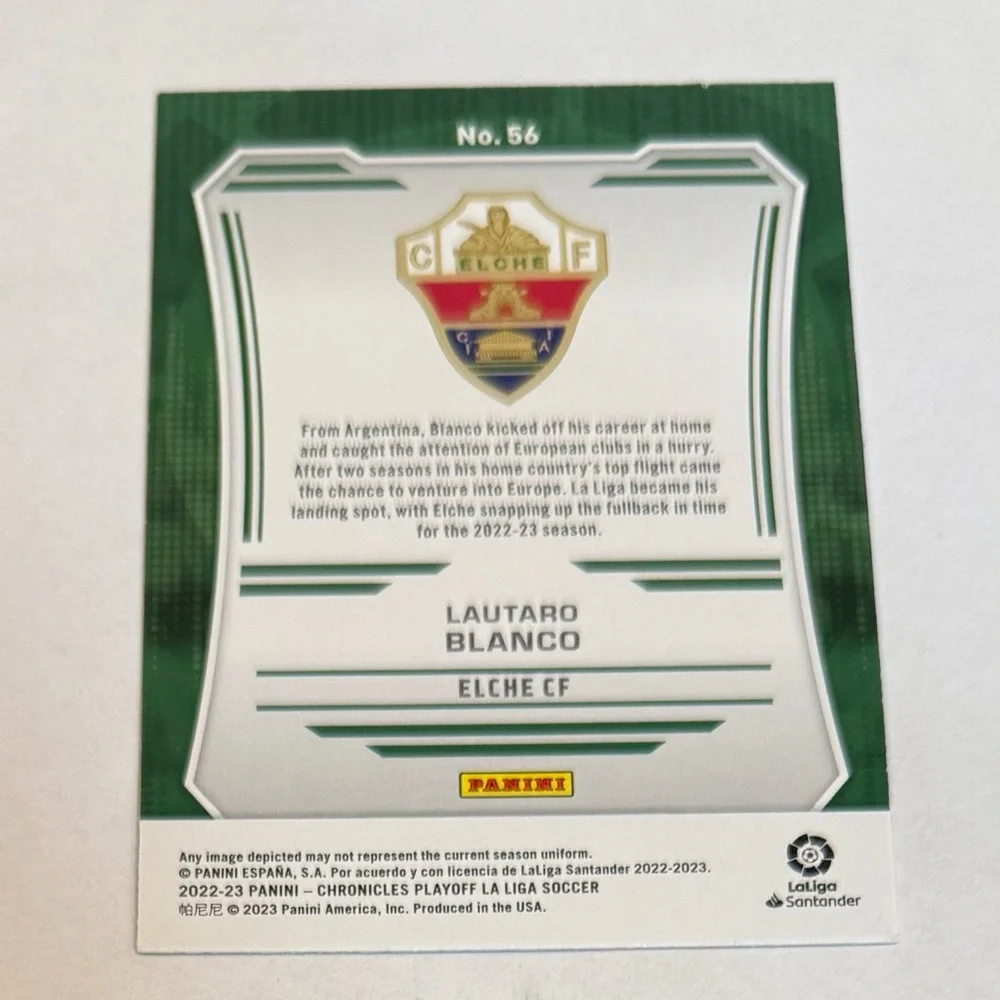 No. 56
C F
ELCHE
C I I A
From Argentina, Blanco kicked off his career at home
and caught the attention of European clubs in a hurry.
After two seasons in his home country's top flight came
the chance to venture into Europe. La Liga became his
landing spot, with Elche snapping up the fullback in time
for the 2022-23 season.
LAUTARO
BLANCO
ELCHE CF
PANINI
Any image depicted may not represent the current season uniform.
© PANINI ESPAÑA, S.A. Por acuerdo y con licencia de LaLiga Santander 2022-2023.
2022-23 PANINI – CHRONICLES PLAYOFF LA LIGA SOCCER
帕尼尼 © 2023 Panini America, Inc. Produced in the USA.
LaLiga
Santander